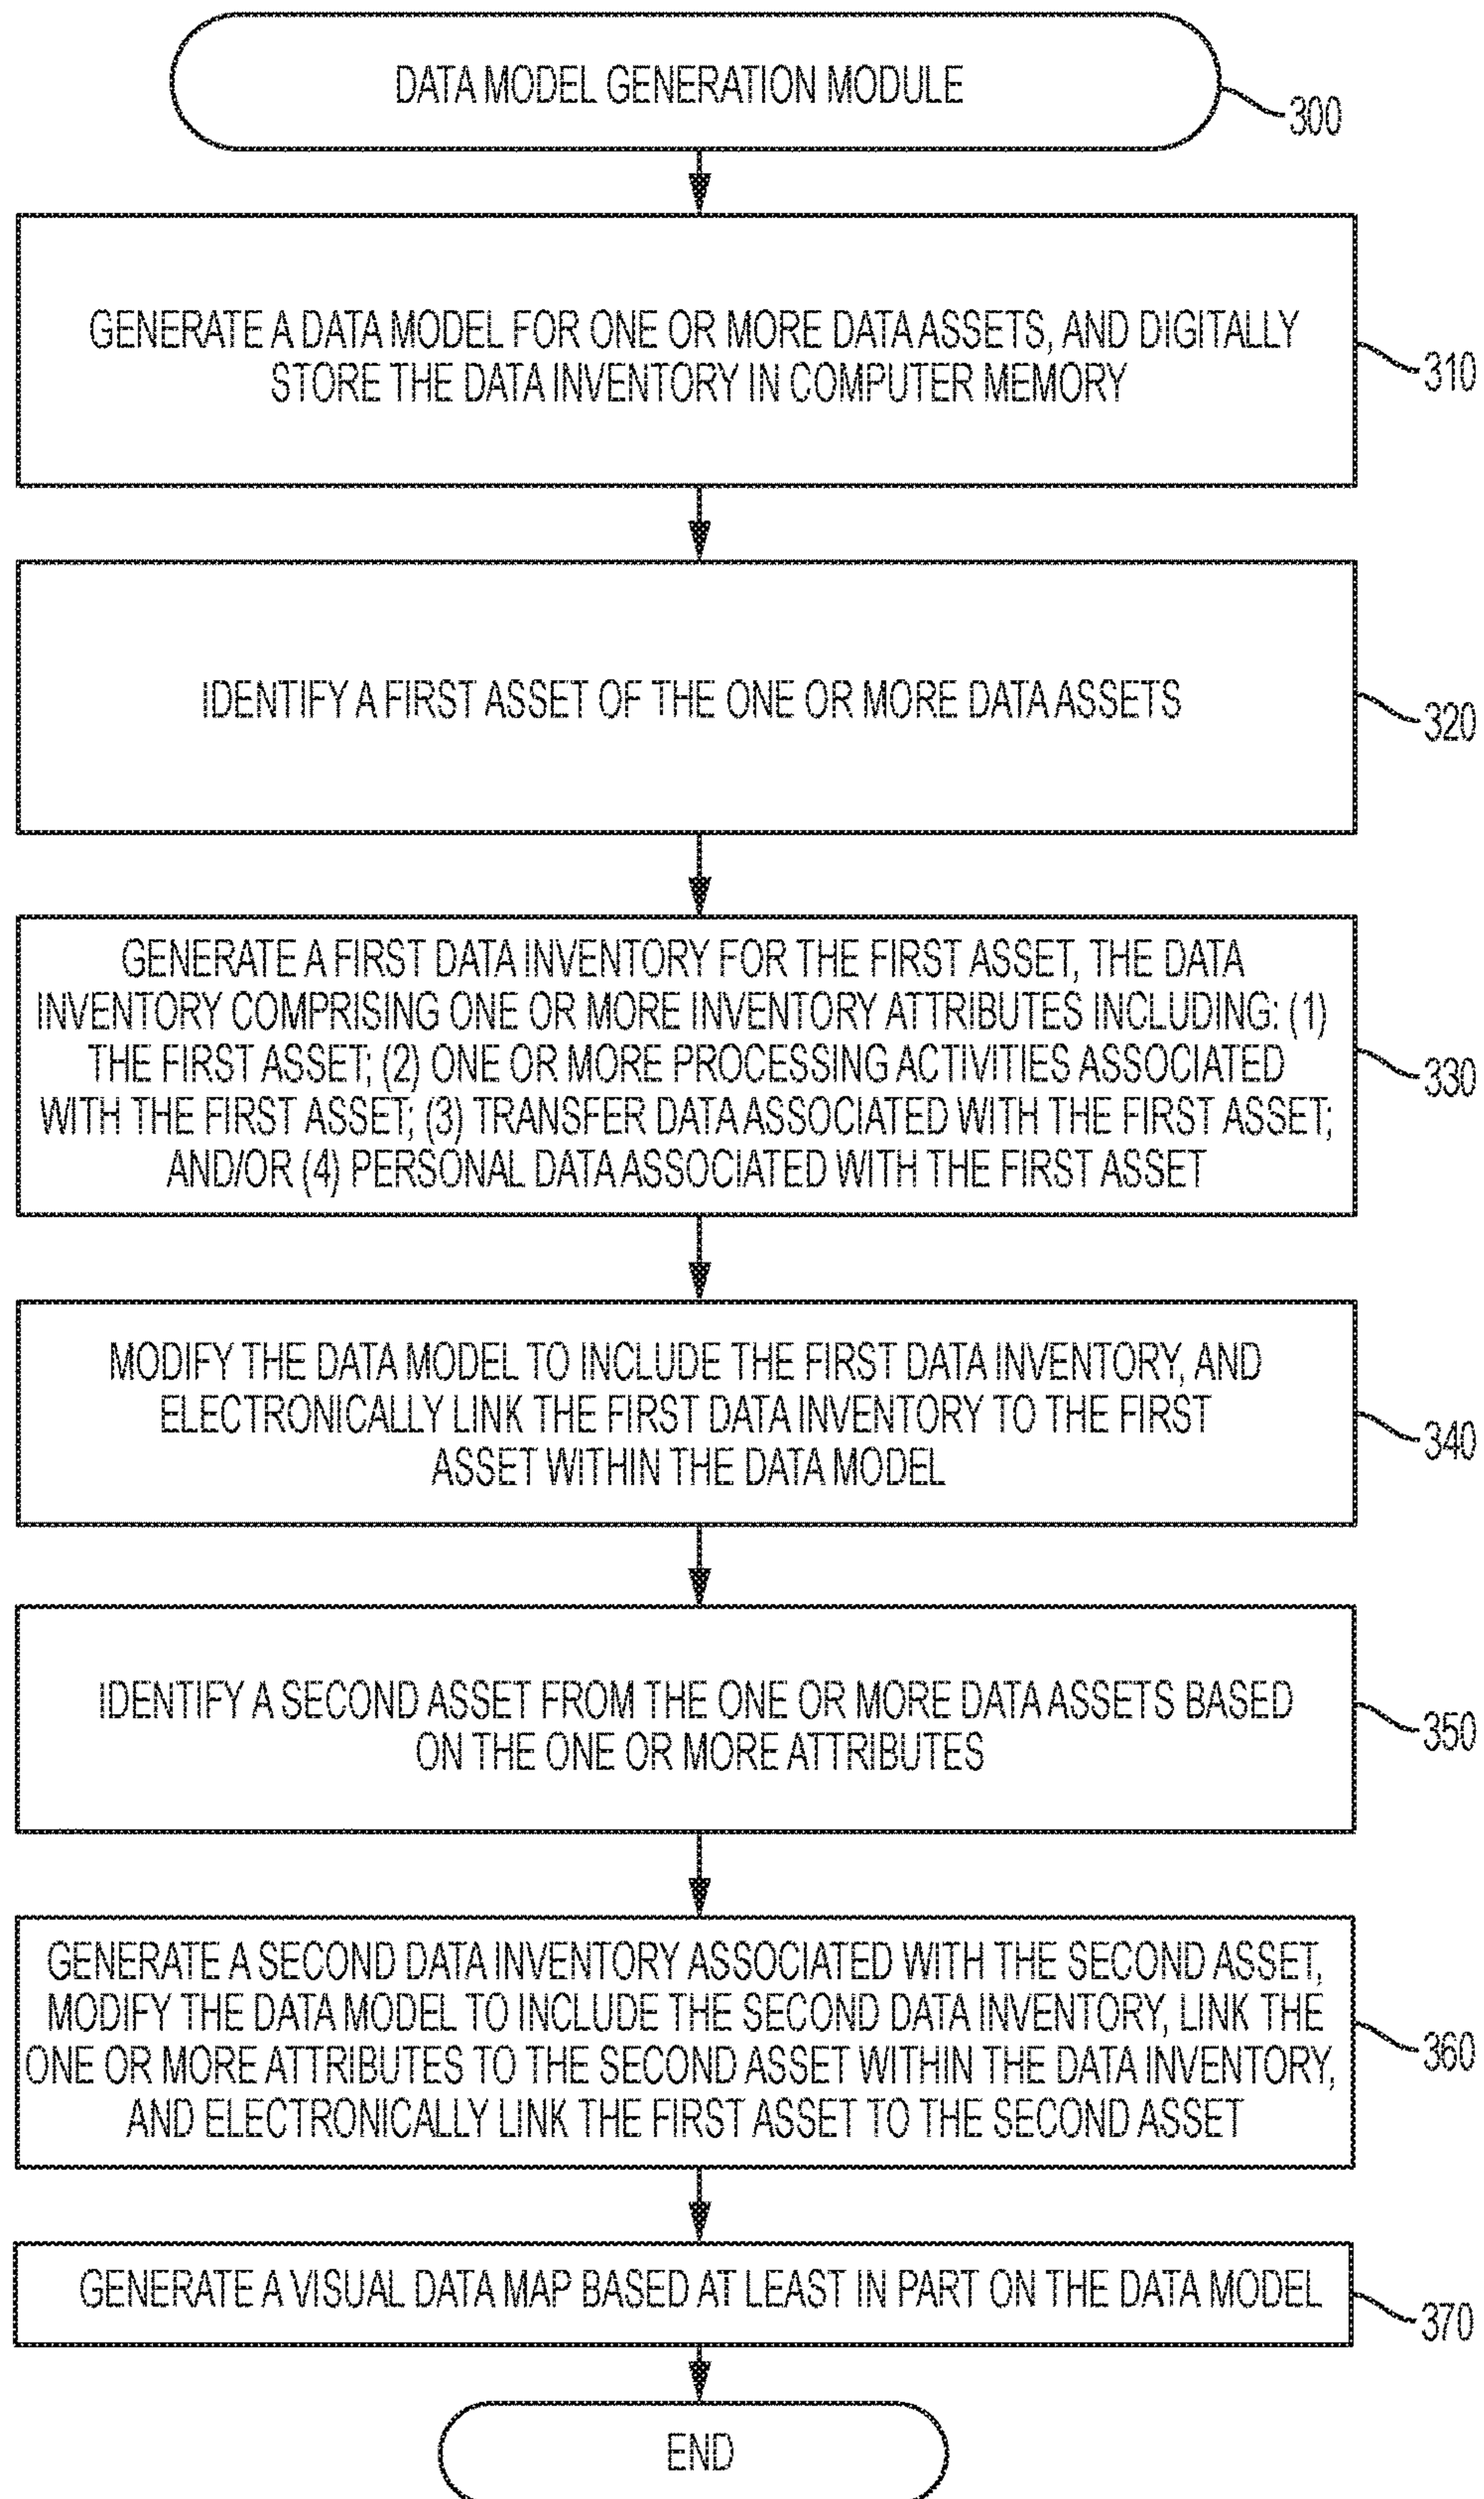 DATA MODEL GENERATION MODULE
300
GENERATE A DATA MODEL FOR ONE OR MORE DATA ASSETS, AND DIGITALLY
STORE THE DATA INVENTORY IN COMPUTER MEMORY
310
IDENTIFY A FIRST ASSET OF THE ONE OR MORE DATA ASSETS
320
GENERATE A FIRST DATA INVENTORY FOR THE FIRST ASSET, THE DATA
INVENTORY COMPRISING ONE OR MORE INVENTORY ATTRIBUTES INCLUDING: (1)
THE FIRST ASSET; (2) ONE OR MORE PROCESSING ACTIVITIES ASSOCIATED
WITH THE FIRST ASSET; (3) TRANSFER DATA ASSOCIATED WITH THE FIRST ASSET;
AND/OR (4) PERSONAL DATA ASSOCIATED WITH THE FIRST ASSET
330
MODIFY THE DATA MODEL TO INCLUDE THE FIRST DATA INVENTORY, AND
ELECTRONICALLY LINK THE FIRST DATA INVENTORY TO THE FIRST
ASSET WITHIN THE DATA MODEL
340
IDENTIFY A SECOND ASSET FROM THE ONE OR MORE DATA ASSETS BASED
ON THE ONE OR MORE ATTRIBUTES
350
GENERATE A SECOND DATA INVENTORY ASSOCIATED WITH THE SECOND ASSET,
MODIFY THE DATA MODEL TO INCLUDE THE SECOND DATA INVENTORY, LINK THE
ONE OR MORE ATTRIBUTES TO THE SECOND ASSET WITHIN THE DATA INVENTORY,
AND ELECTRONICALLY LINK THE FIRST ASSET TO THE SECOND ASSET
360
GENERATE A VISUAL DATA MAP BASED AT LEAST IN PART ON THE DATA MODEL
370
END